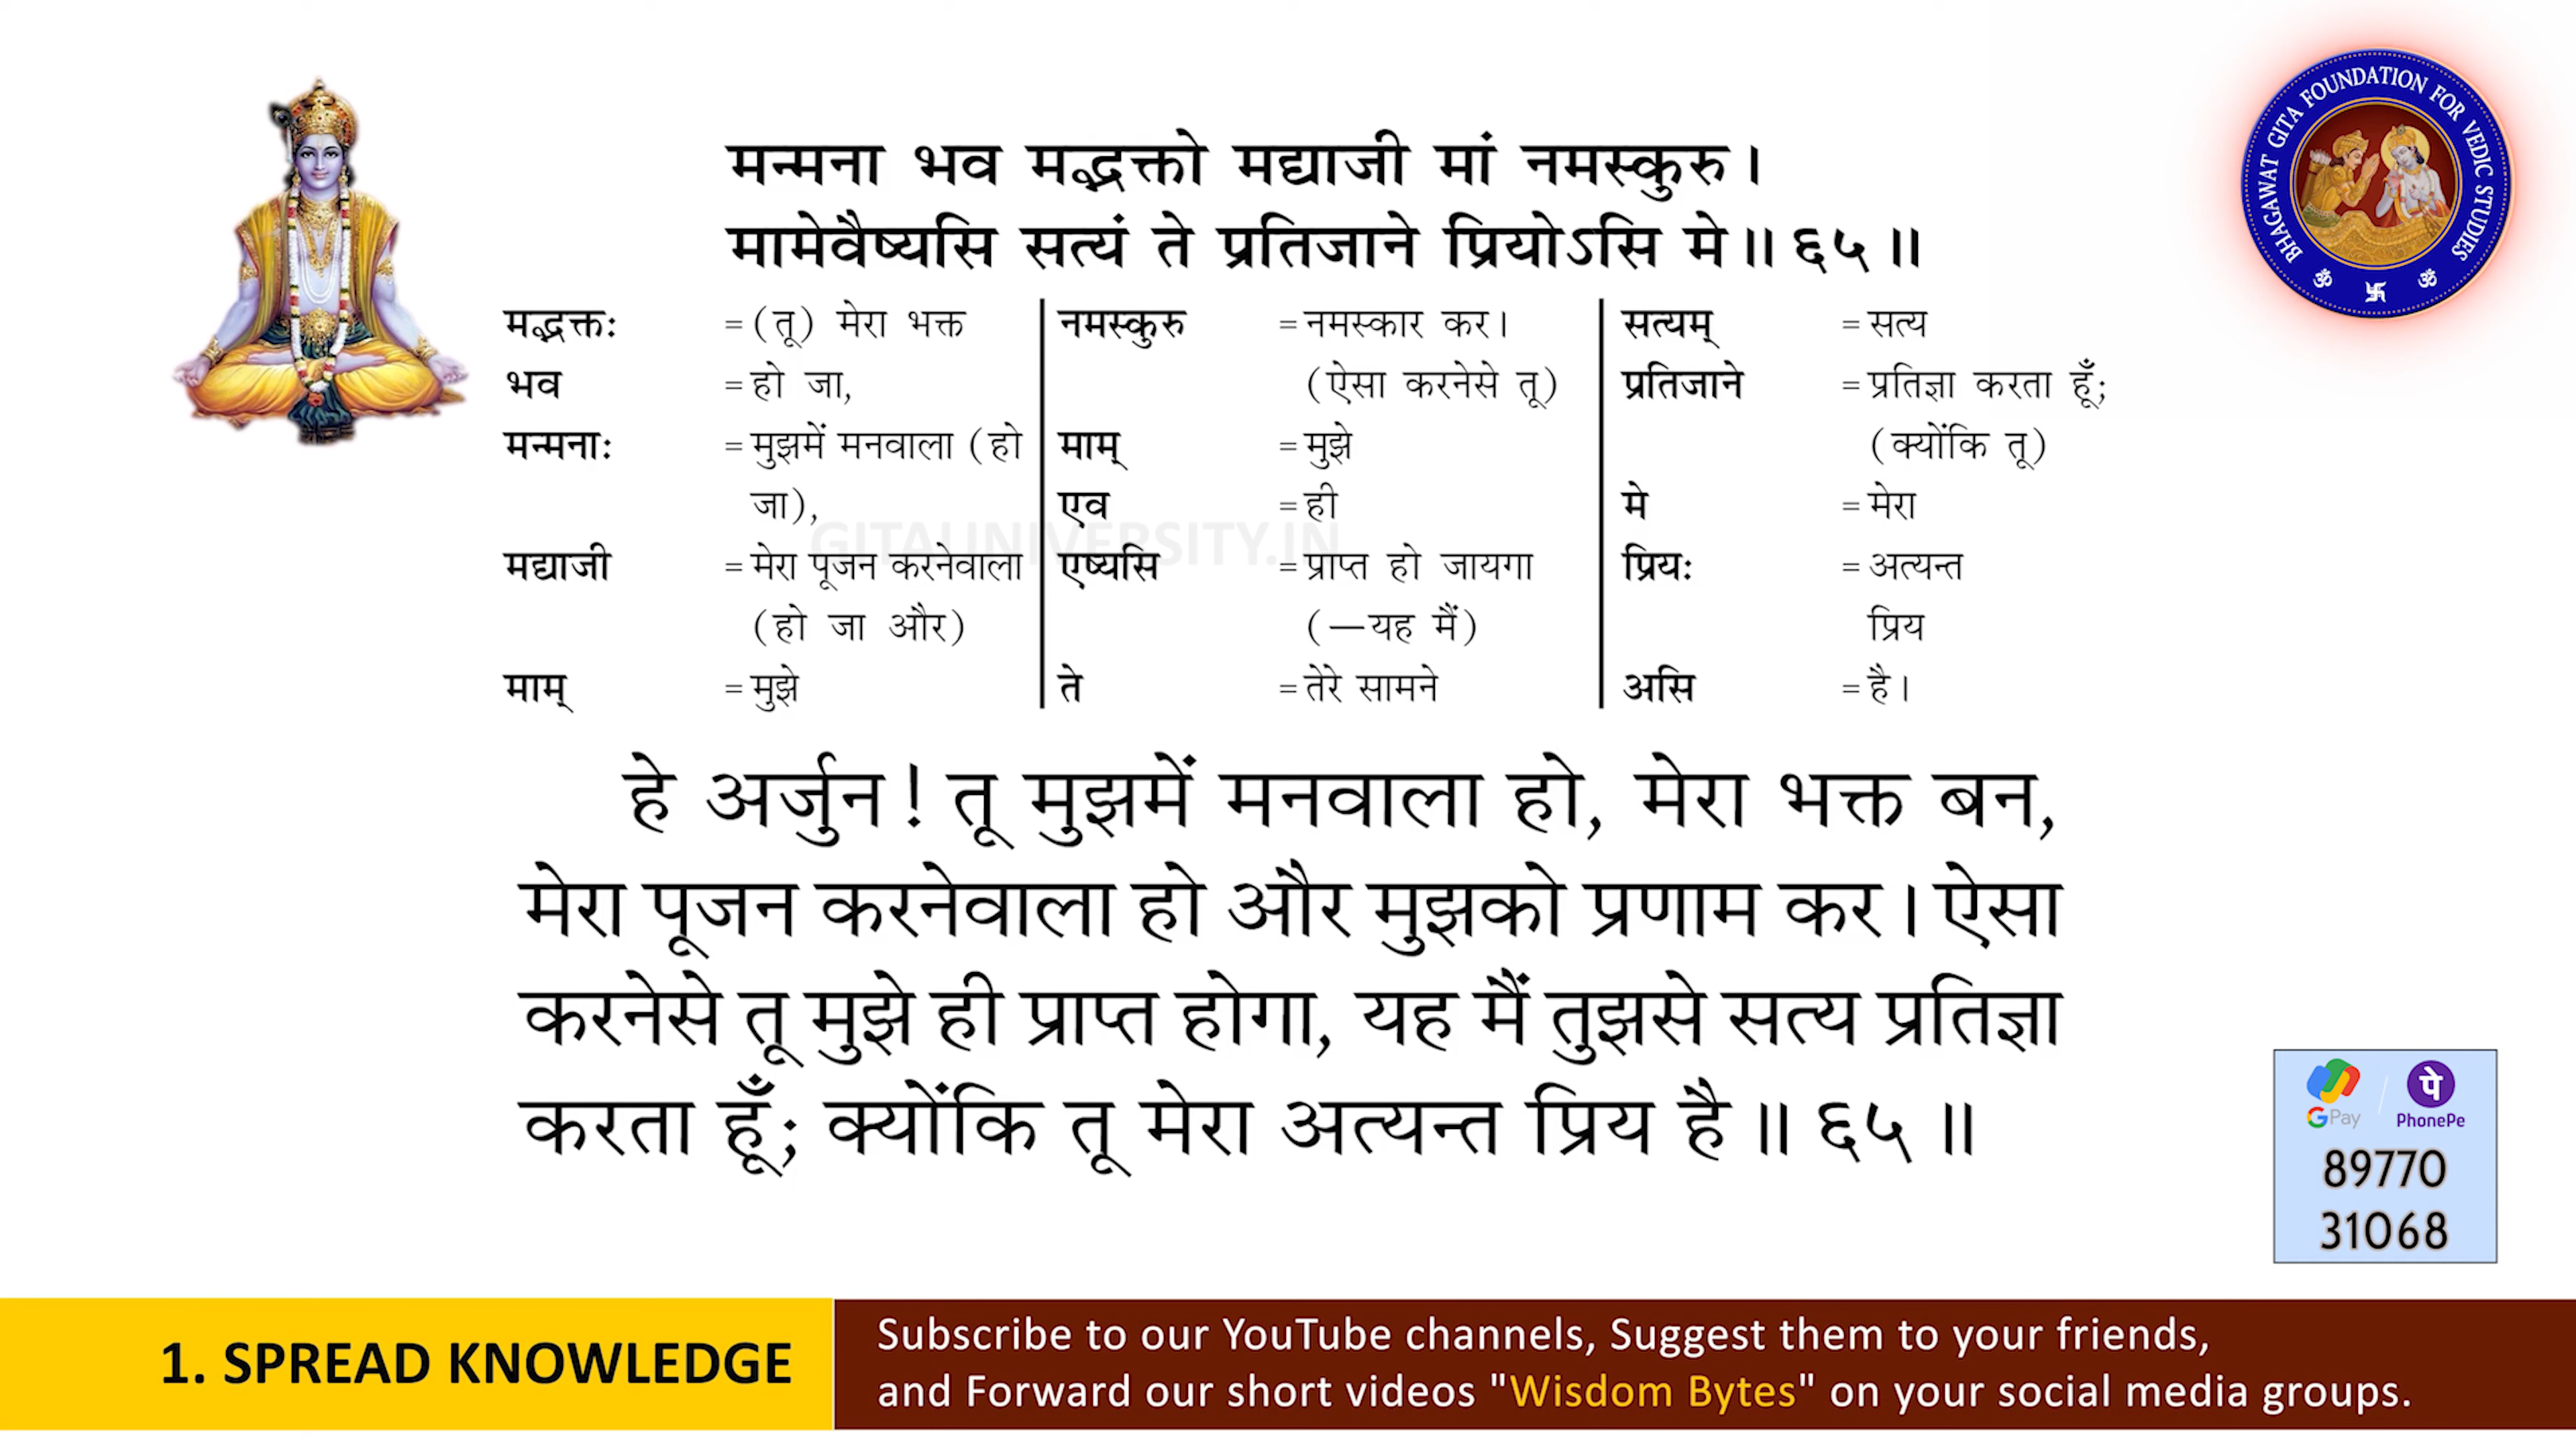 मन्मना भव मद्भक्तो मद्याजी मां नमस्कुरु।
मामेवैष्यसि सत्यं ते प्रतिजाने प्रियोऽसि मे॥ ६५॥
मद्भक्तः = (तू) मेरा भक्त
भव = हो जा,
मन्मनाः = मुझमें मनवाला (हो
जा),
मद्याजी = मेरा पूजन करनेवाला
(हो जा और)
माम् = मुझे
नमस्कुरु = नमस्कार कर।
(ऐसा करनेसे तू)
माम् = मुझे
एव = ही
एष्यसि = प्राप्त हो जायगा
(—यह मैं)
ते = तेरे सामने
सत्यम् = सत्य
प्रतिजाने = प्रतिज्ञा करता हूँ;
(क्योंकि तू)
मे = मेरा
प्रियः = अत्यन्त
प्रिय
असि = है।
GITAUNIVERSITY.IN
हे अर्जुन! तू मुझमें मनवाला हो, मेरा भक्त बन,
मेरा पूजन करनेवाला हो और मुझको प्रणाम कर। ऐसा
करनेसे तू मुझे ही प्राप्त होगा, यह मैं तुझसे सत्य प्रतिज्ञा
करता हूँ; क्योंकि तू मेरा अत्यन्त प्रिय है॥ ६५॥
BHAGAWAT GITA FOUNDATION FOR VEDIC STUDIES
ॐ 卐 ॐ
पे
GPay PhonePe
89770
31068
1. SPREAD KNOWLEDGE
Subscribe to our YouTube channels, Suggest them to your friends,
and Forward our short videos "Wisdom Bytes" on your social media groups.